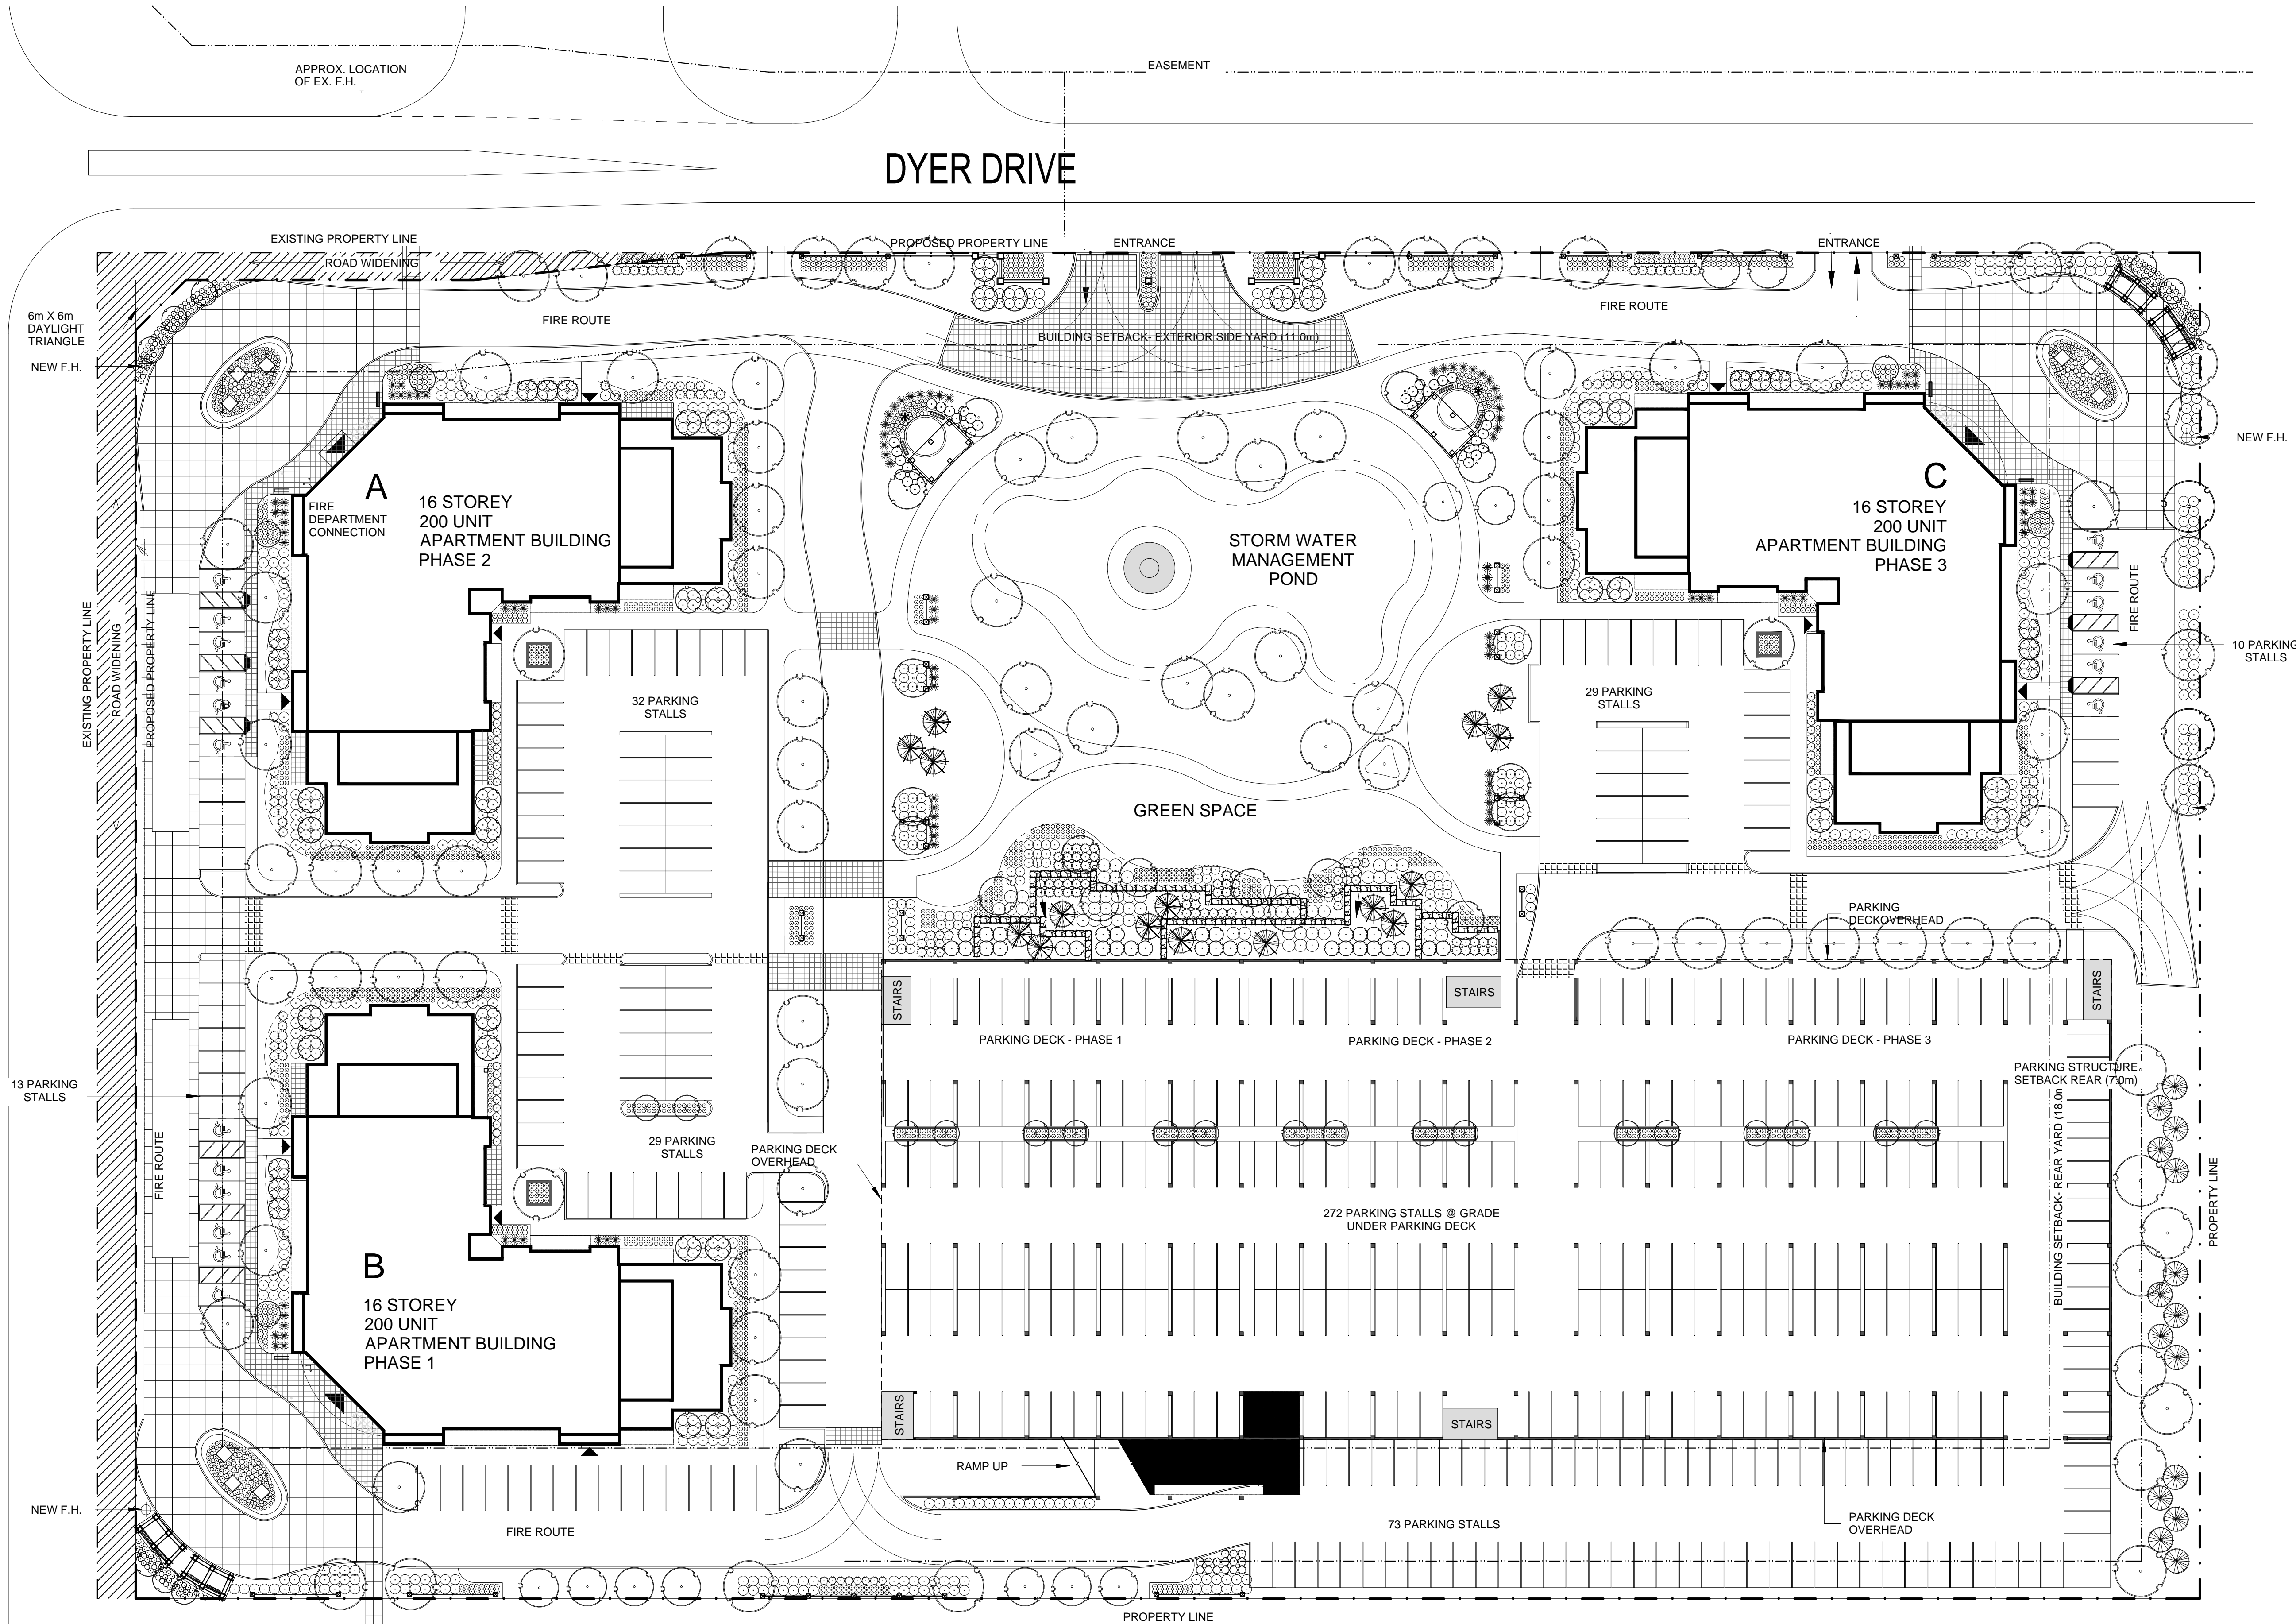 APPROX. LOCATION
OF EX. F.H.
EASEMENT
DYER DRIVE
EXISTING PROPERTY LINE
ROAD WIDENING
PROPOSED PROPERTY LINE
ENTRANCE
ENTRANCE
6m X 6m
DAYLIGHT
TRIANGLE
NEW F.H.
FIRE ROUTE
FIRE ROUTE
BUILDING SETBACK- EXTERIOR SIDE YARD (11.0m)
NEW F.H.
A
16 STOREY
200 UNIT
APARTMENT BUILDING
PHASE 2
FIRE
DEPARTMENT
CONNECTION
C
16 STOREY
200 UNIT
APARTMENT BUILDING
PHASE 3
STORM WATER
MANAGEMENT
POND
EXISTING PROPERTY LINE
ROAD WIDENING
PROPOSED PROPERTY LINE
FIRE ROUTE
10 PARKING
STALLS
32 PARKING
STALLS
29 PARKING
STALLS
GREEN SPACE
PARKING
DECKOVERHEAD
STAIRS
STAIRS
STAIRS
PARKING DECK - PHASE 1
PARKING DECK - PHASE 2
PARKING DECK - PHASE 3
PARKING STRUCTURE
SETBACK REAR (7.0m)
BUILDING SETBACK- REAR YARD (18.0m
13 PARKING
STALLS
FIRE ROUTE
29 PARKING
STALLS
PARKING DECK
OVERHEAD
PROPERTY LINE
272 PARKING STALLS @ GRADE
UNDER PARKING DECK
B
16 STOREY
200 UNIT
APARTMENT BUILDING
PHASE 1
STAIRS
STAIRS
RAMP UP
NEW F.H.
FIRE ROUTE
73 PARKING STALLS
PARKING DECK
OVERHEAD
PROPERTY LINE